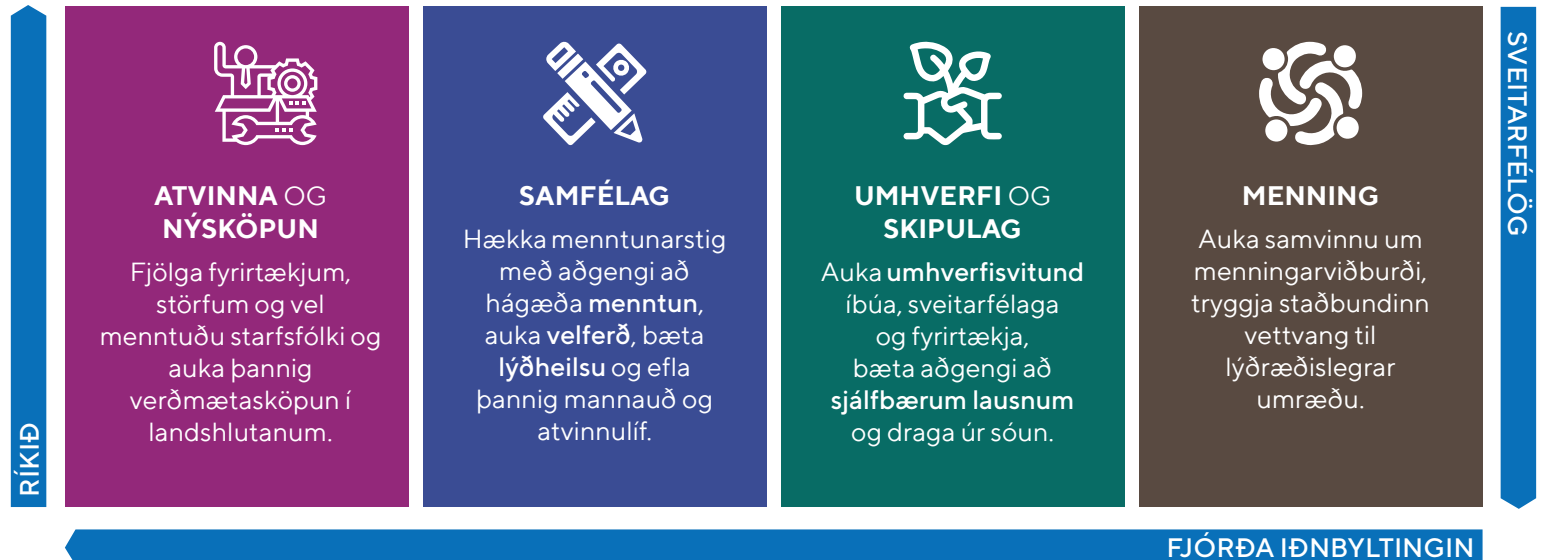 RÍKIÐ
ATVINNA OG
NÝSKÖPUN
Fjölga fyrirtækjum,
störfum og vel
menntuðu starfsfólki og
auka þannig
verðmætasköpun í
landshlutanum.
SAMFÉLAG
Hækka menntunarstig
með aðgengi að
hágæða menntun,
auka velferð, bæta
lýðheilsu og efla
þannig mannauð og
atvinnulíf.
UMHVERFI OG
SKIPULAG
Auka umhverfisvitund
íbúa, sveitarfélaga
og fyrirtækja,
bæta aðgengi að
sjálfbærum lausnum
og draga úr sóun.
MENNING
Auka samvinnu um
menningarviðburði,
tryggja staðbundinn
vettvang til
lýðræðislegrar
umræðu.
SVEITARFÉLÖG
FJÓRÐA IÐNBYLTINGIN